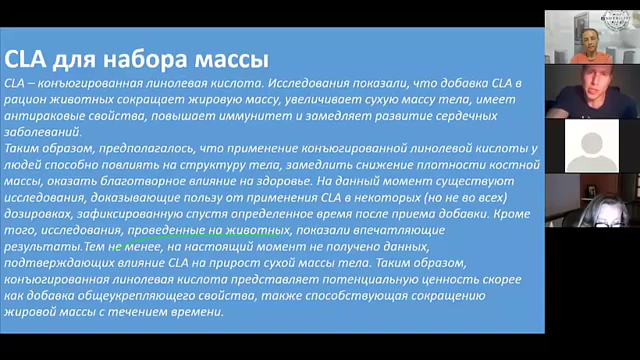 CLA для набора массы
CLA – конъюгированная линолевая кислота. Исследования показали, что добавка CLA в
рацион животных сокращает жировую массу, увеличивает сухую массу тела, имеет
антираковые свойства, повышает иммунитет и замедляет развитие сердечных
заболеваний.
Таким образом, предполагалось, что применение конъюгированной линолевой кислоты у
людей способно повлиять на структуру тела, замедлить снижение плотности костной
массы, оказать благотворное влияние на здоровье. На данный момент существуют
исследования, доказывающие пользу от применения CLA в некоторых (но не во всех)
дозировках, зафиксированную спустя определенное время после приема добавки. Кроме
того, исследования, проведенные на животных, показали впечатляющие
результаты.Тем не менее, на настоящий момент не получено данных,
подтверждающих влияние CLA на прирост сухой массы тела. Таким образом,
конъюгированная линолевая кислота представляет потенциальную ценность скорее
как добавка общеукрепляющего свойства, также способствующая сокращению
жировой массы с течением времени.